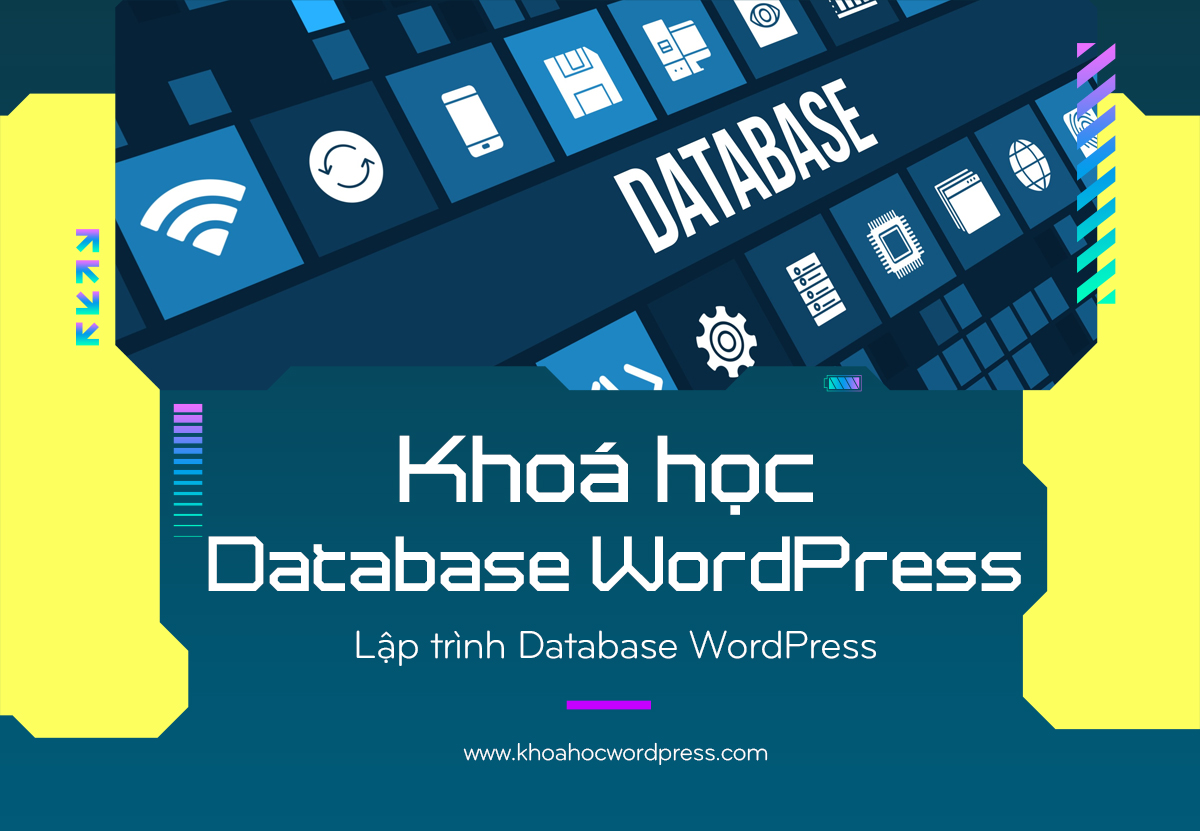 DATABASE
Khoá học
Database WordPress
Lập trình Database WordPress
www.khoahocwordpress.com